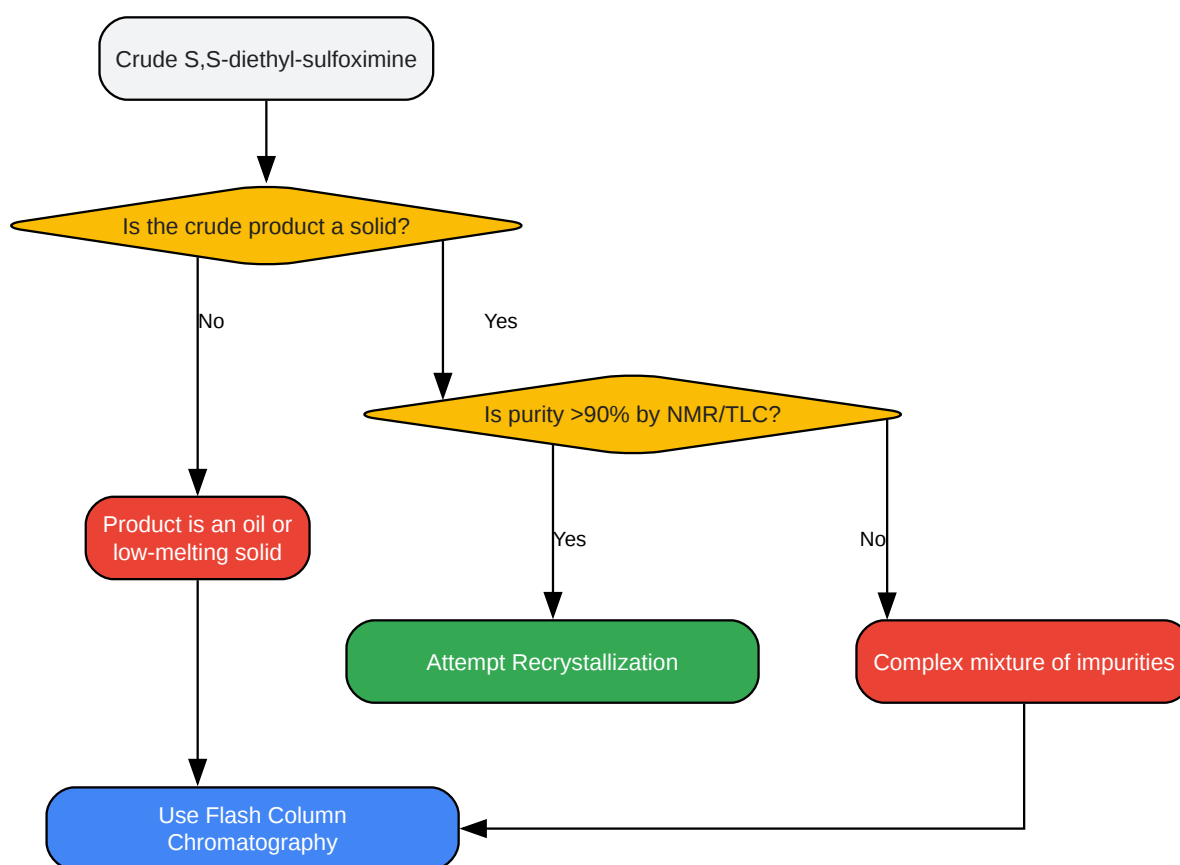 Crude S,S-diethyl-sulfoximine
Is the crude product a solid?
No
Yes
Is purity >90% by NMR/TLC?
Product is an oil or
low-melting solid
Yes
No
Attempt Recrystallization
Complex mixture of impurities
Use Flash Column
Chromatography